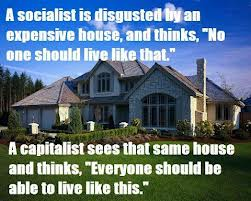 A socialist is disgusted by an
expensive house, and thinks, "No
one should live like that."
A capitalist sees that same house
and thinks, "Everyone should be
able to live like this."